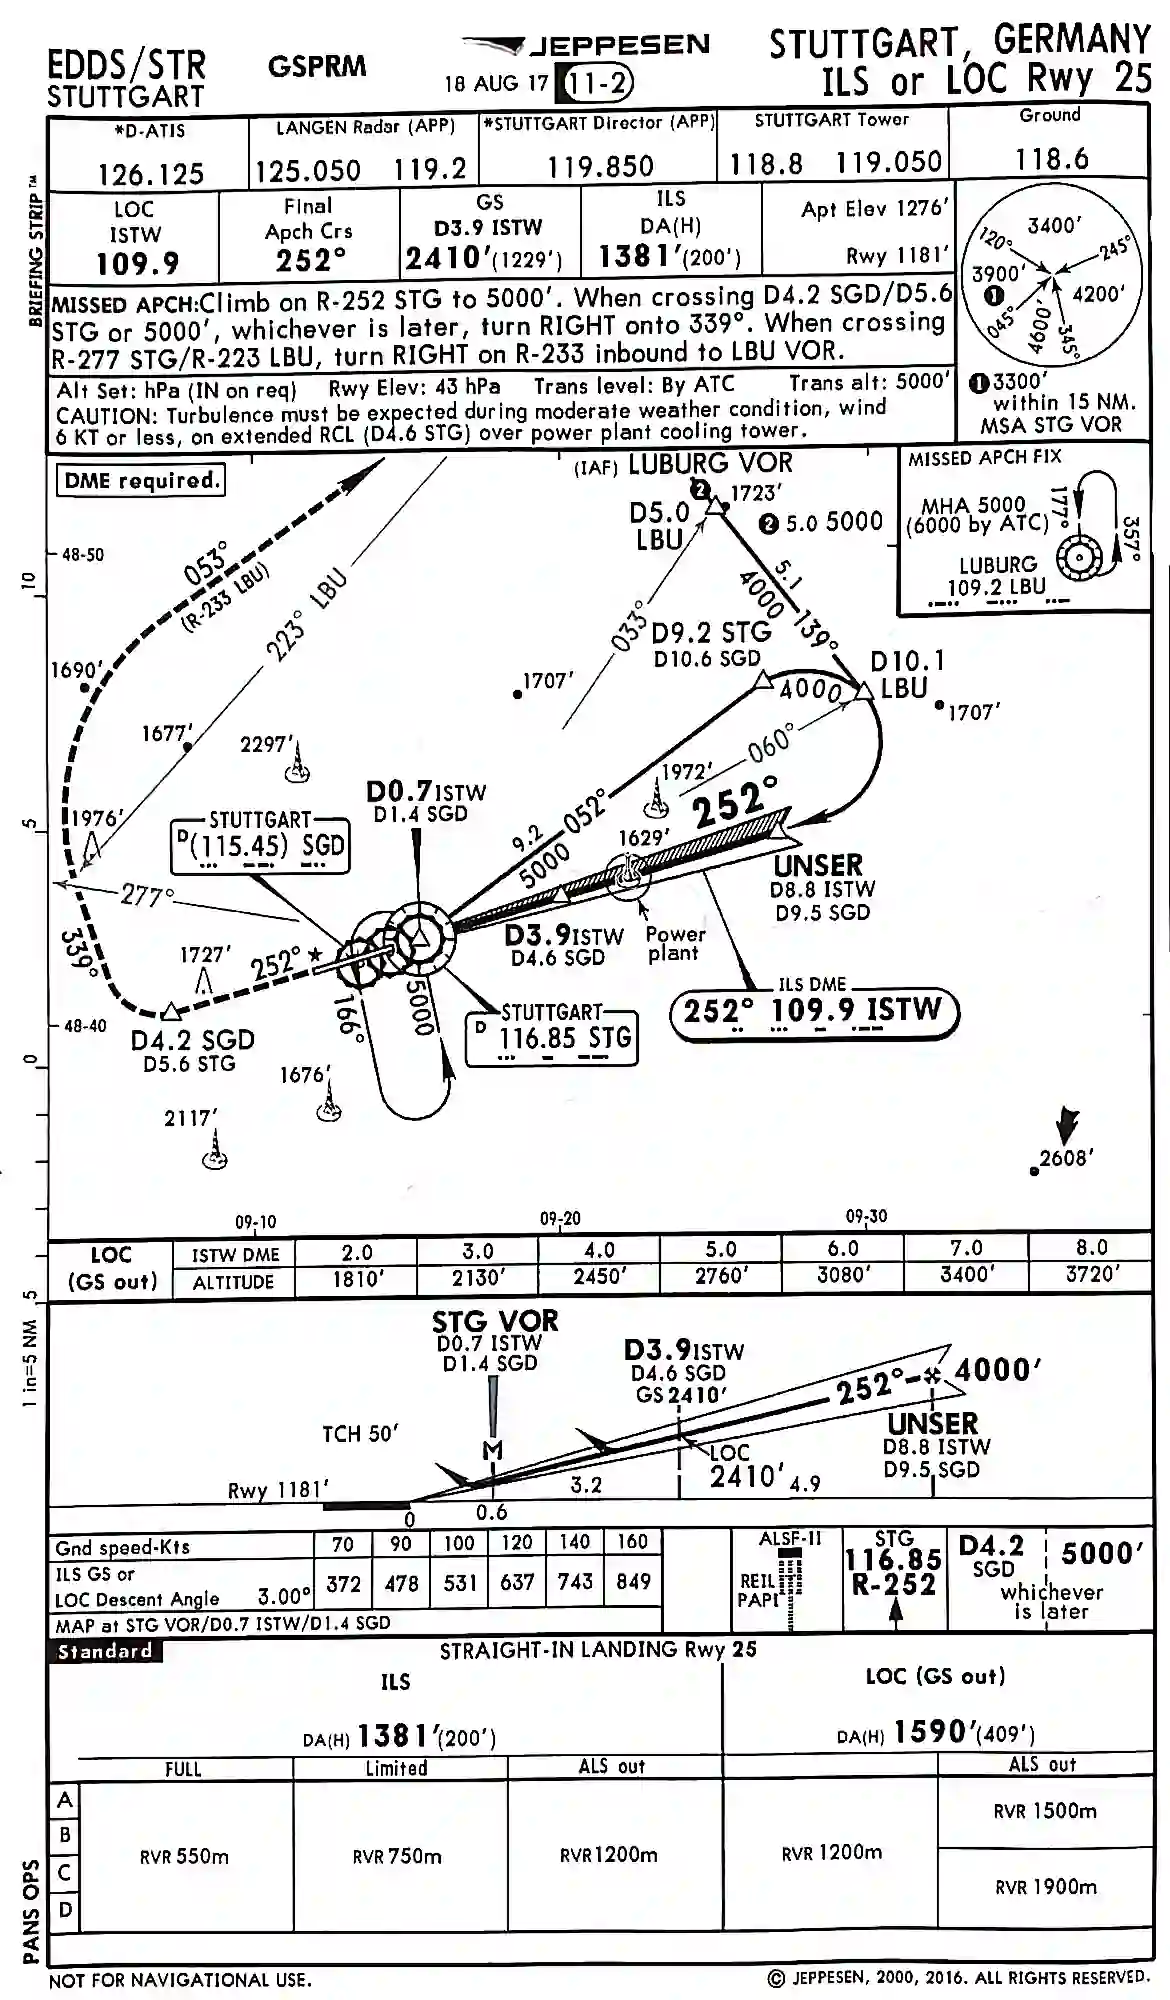 EDDS/STR
STUTTGART
GSPRM
JEPPESEN
18 AUG 17 11-2
STUTTGART, GERMANY
ILS or LOC Rwy 25
BRIEFING STRIP™
*D-ATIS
126.125
LANGEN Radar (APP)
125.050 119.2
*STUTTGART Director (APP)
119.850
STUTTGART Tower
118.8 119.050
Ground
118.6
LOC
ISTW
109.9
Final
Apch Crs
252°
GS
D3.9 ISTW
2410'(1229')
ILS
DA(H)
1381'(200')
Apt Elev 1276'
Rwy 1181'
MISSED APCH:Climb on R-252 STG to 5000'. When crossing D4.2 SGD/D5.6
STG or 5000', whichever is later, turn RIGHT onto 339°. When crossing
R-277 STG/R-223 LBU, turn RIGHT on R-233 inbound to LBU VOR.
Alt Set: hPa (IN on req) Rwy Elev: 43 hPa Trans level: By ATC Trans alt: 5000'
CAUTION: Turbulence must be expected during moderate weather condition, wind
6 KT or less, on extended RCL (D4.6 STG) over power plant cooling tower.
3400'
120°
245°
3900'
1
4200'
045°
4600'
345°
1 3300'
within 15 NM.
MSA STG VOR
DME required.
(IAF) LUBURG VOR
2
1723'
D5.0
LBU
2 5.0 5000
MISSED APCH FIX
MHA 5000
(6000 by ATC)
177°
357°
LUBURG
109.2 LBU
48-50
10
053°
(R-233 LBU)
223° LBU
033°
5.1
4000
139°
D9.2 STG
D10.6 SGD
D10.1
LBU
4000
1690'
1707'
1707'
1677'
2297'
060°
1972'
252°
D0.7ISTW
D1.4 SGD
9.2
052°
5000
1629'
5
1976'
STUTTGART
D (115.45) SGD
UNSER
D8.8 ISTW
D9.5 SGD
277°
339°
1727'
252°
D3.9ISTW
D4.6 SGD
Power
plant
ILS DME
252° 109.9 ISTW
166°
5000
STUTTGART
D 116.85 STG
48-40
D4.2 SGD
D5.6 STG
0
1676'
2117'
2608'
09-10
09-20
09-30
5
1 in=5 NM
LOC
(GS out)
ISTW DME 2.0 3.0 4.0 5.0 6.0 7.0 8.0
ALTITUDE 1810' 2130' 2450' 2760' 3080' 3400' 3720'
STG VOR
D0.7 ISTW
D1.4 SGD
D3.9ISTW
D4.6 SGD
GS 2410'
252° 4000'
UNSER
D8.8 ISTW
D9.5 SGD
TCH 50'
M
LOC
2410'
4.9
3.2
Rwy 1181'
0
0.6
Gnd speed-Kts 70 90 100 120 140 160
ILS GS or
LOC Descent Angle 3.00° 372 478 531 637 743 849
MAP at STG VOR/D0.7 ISTW/D1.4 SGD
ALSF-II
REIL
PAPI
STG
116.85
R-252
D4.2
SGD
5000'
whichever
is later
Standard
STRAIGHT-IN LANDING Rwy 25
ILS
LOC (GS out)
DA(H) 1381'(200')
DA(H) 1590'(409')
FULL
Limited
ALS out
ALS out
A
B
C
D
RVR 550m
RVR 750m
RVR 1200m
RVR 1200m
RVR 1500m
RVR 1900m
PANS OPS
NOT FOR NAVIGATIONAL USE.
© JEPPESEN, 2000, 2016. ALL RIGHTS RESERVED.